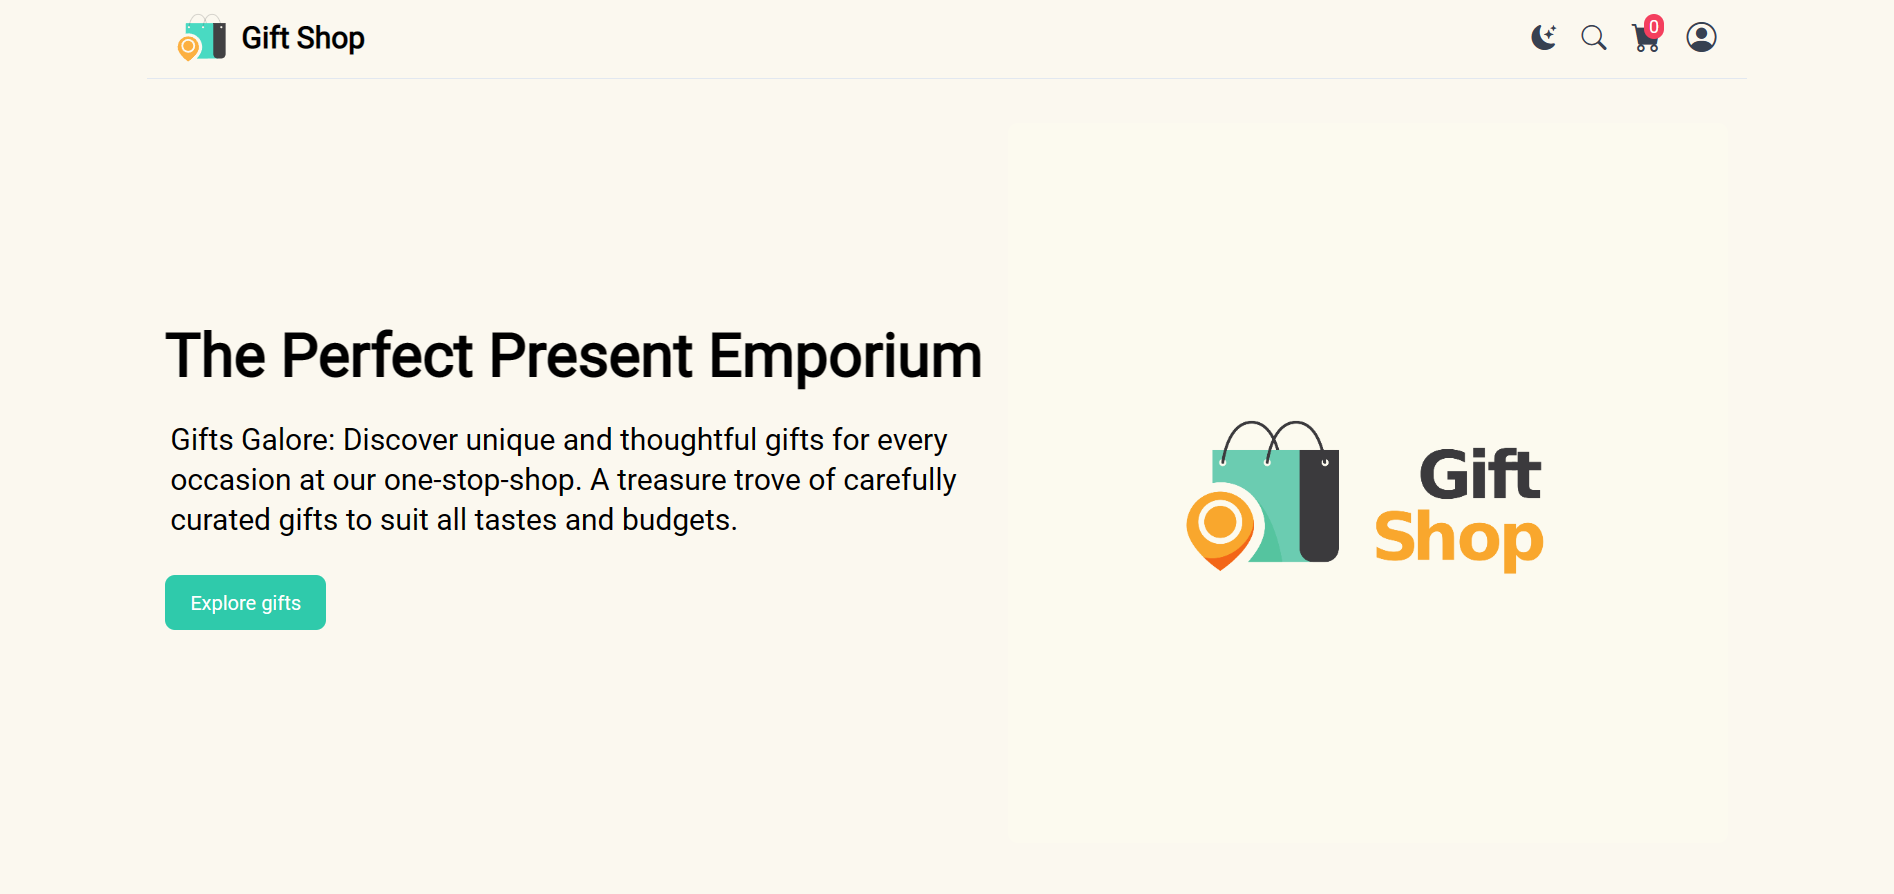 Gift Shop
0
The Perfect Present Emporium
Gifts Galore: Discover unique and thoughtful gifts for every
occasion at our one-stop-shop. A treasure trove of carefully
curated gifts to suit all tastes and budgets.
Explore gifts
Gift
Shop